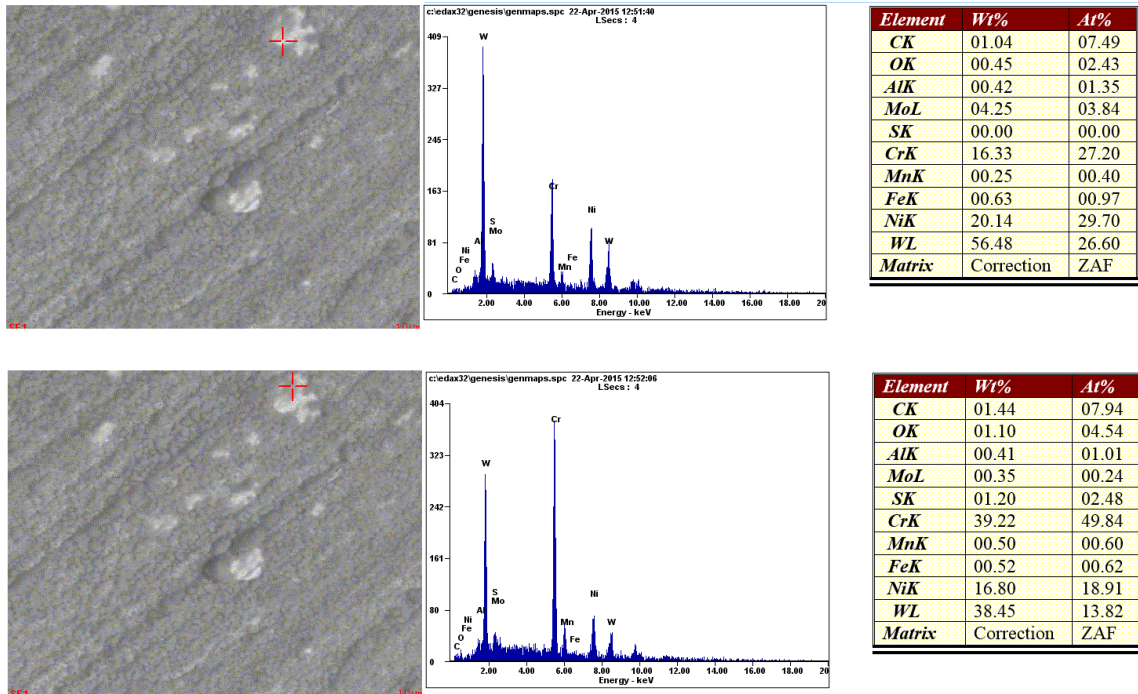 c:\edax32\genesis\genmaps.spc 22-Apr-2015 12:51:40
LSecs : 4
409
327
245
163
81
0
W
Cr
Ni
W
S
Mo
Al
Ni
Fe
O
C
Fe
Mn
2.00 4.00 6.00 8.00 10.00 12.00 14.00 16.00 18.00 20
Energy - keV
Element Wt% At%
CK 01.04 07.49
OK 00.45 02.43
AlK 00.42 01.35
MoL 04.25 03.84
SK 00.00 00.00
CrK 16.33 27.20
MnK 00.25 00.40
FeK 00.63 00.97
NiK 20.14 29.70
WL 56.48 26.60
Matrix Correction ZAF
c:\edax32\genesis\genmaps.spc 22-Apr-2015 12:52:06
LSecs : 4
404
323
242
161
80
0
Cr
W
Ni
S
Mo
Al
Ni
Fe
O
C
Mn
Fe
W
2.00 4.00 6.00 8.00 10.00 12.00 14.00 16.00 18.00 20
Energy - keV
Element Wt% At%
CK 01.44 07.94
OK 01.10 04.54
AlK 00.41 01.01
MoL 00.35 00.24
SK 01.20 02.48
CrK 39.22 49.84
MnK 00.50 00.60
FeK 00.52 00.62
NiK 16.80 18.91
WL 38.45 13.82
Matrix Correction ZAF